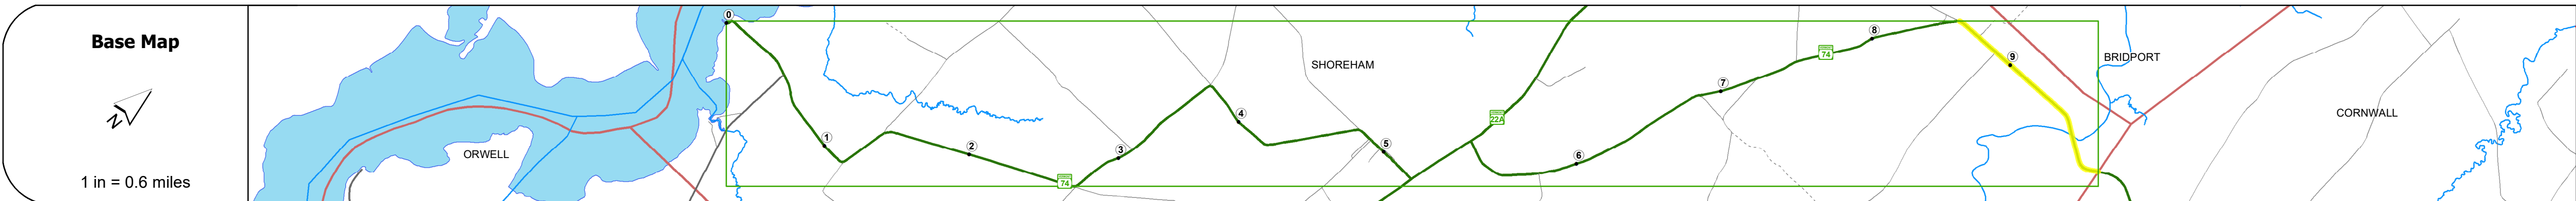 Base Map
N
1 in = 0.6 miles
ORWELL
0
1
2
74
3
4
SHOREHAM
5
22A
6
7
74
8
9
BRIDPORT
CORNWALL